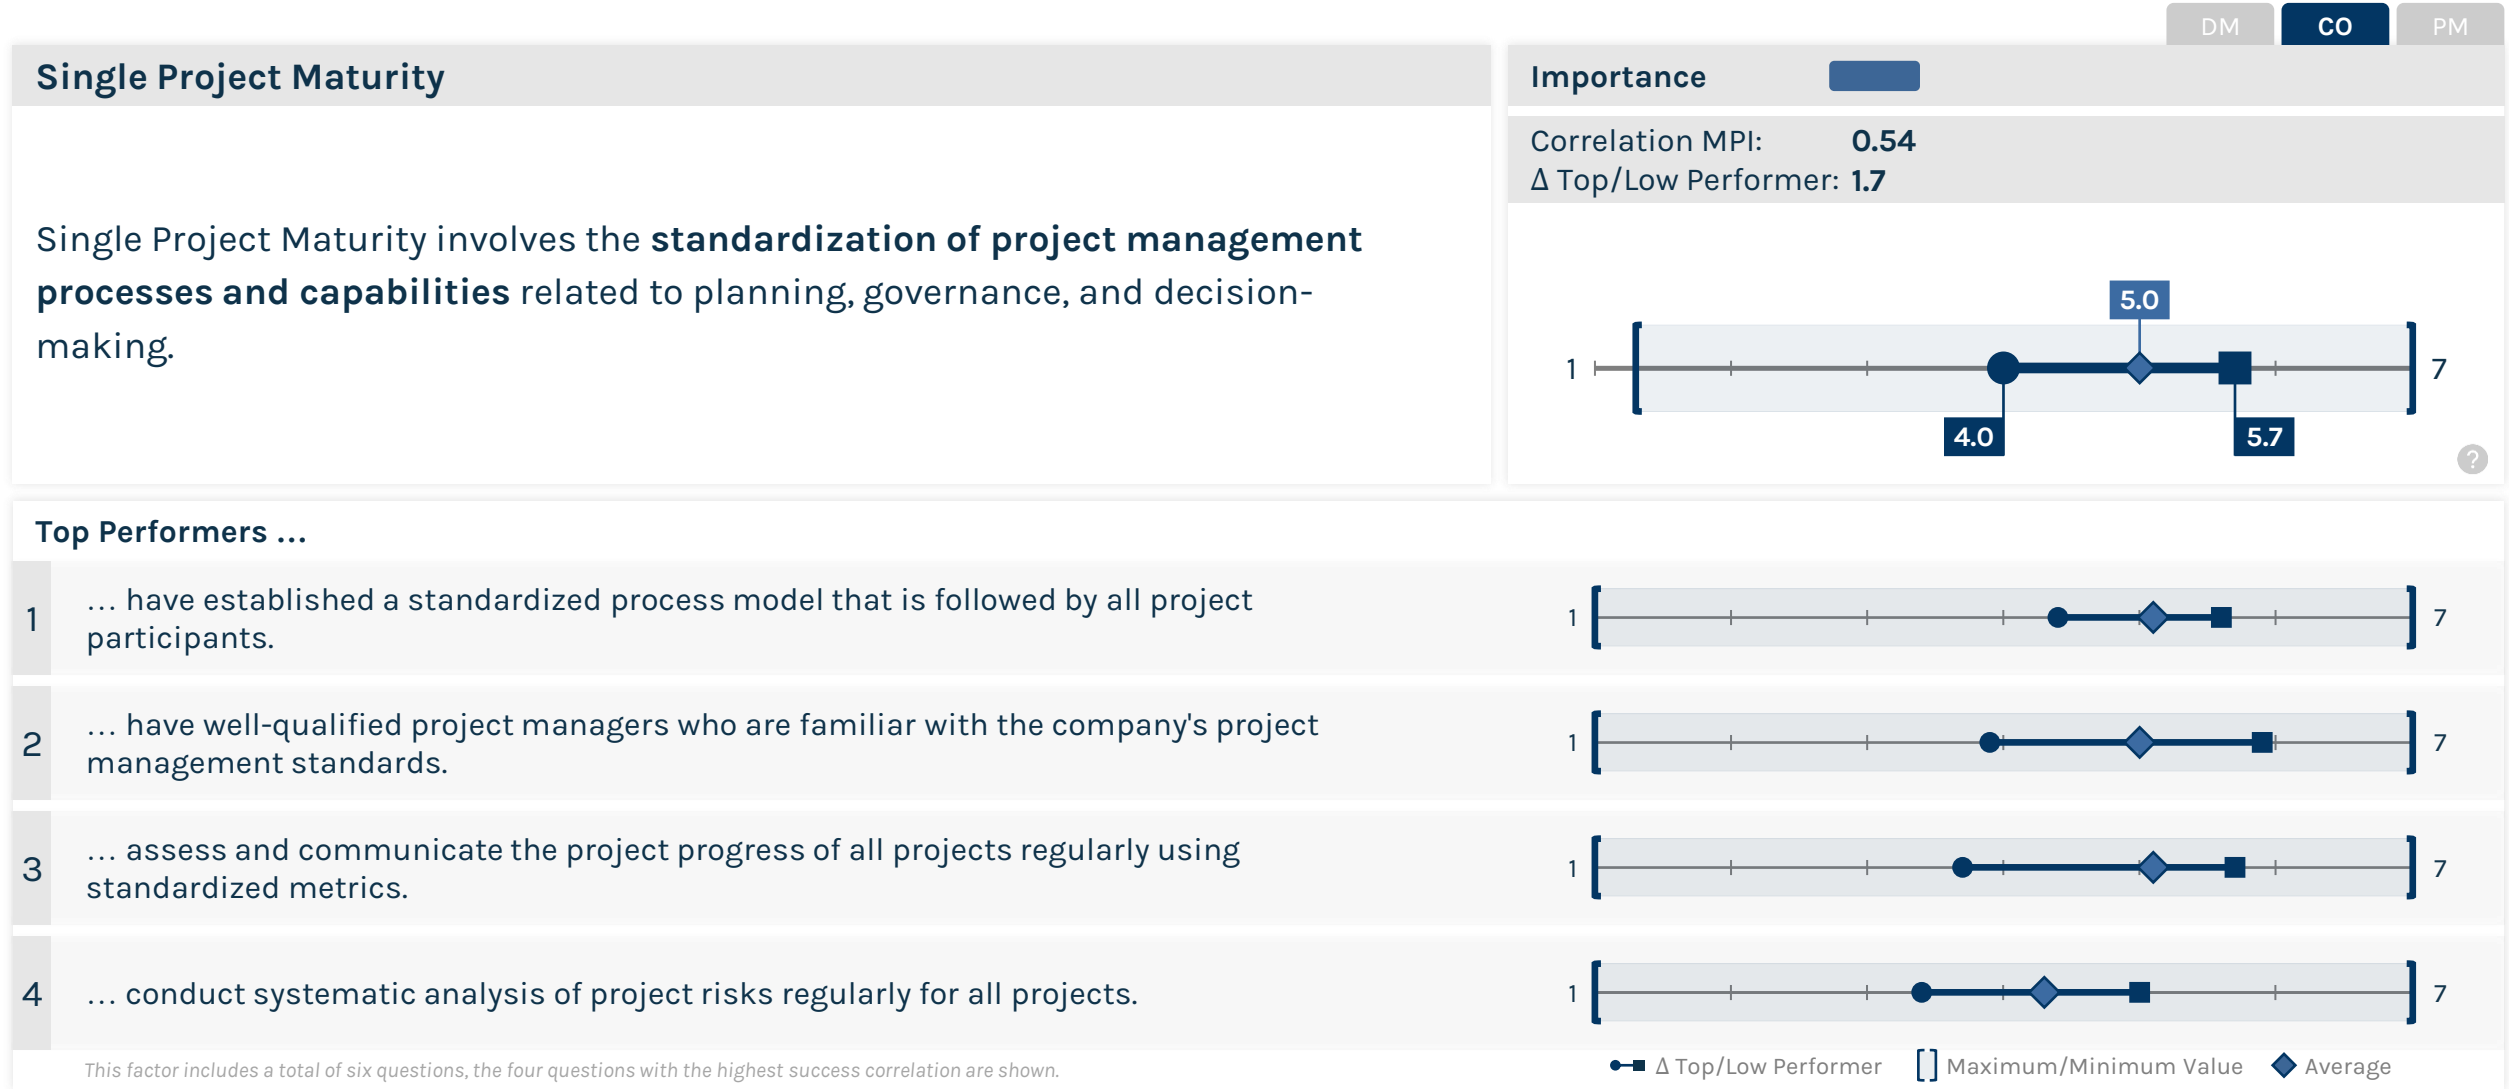 DM
CO
PM
Single Project Maturity
Importance
Correlation MPI: 0.54
Δ Top/Low Performer: 1.7
Single Project Maturity involves the standardization of project management
processes and capabilities related to planning, governance, and decision-
making.
5.0
1
7
4.0
5.7
?
Top Performers ...
1
... have established a standardized process model that is followed by all project
participants.
1
7
2
... have well-qualified project managers who are familiar with the company's project
management standards.
1
7
3
... assess and communicate the project progress of all projects regularly using
standardized metrics.
1
7
4
... conduct systematic analysis of project risks regularly for all projects.
1
7
This factor includes a total of six questions, the four questions with the highest success correlation are shown.
Δ Top/Low Performer
Maximum/Minimum Value
Average